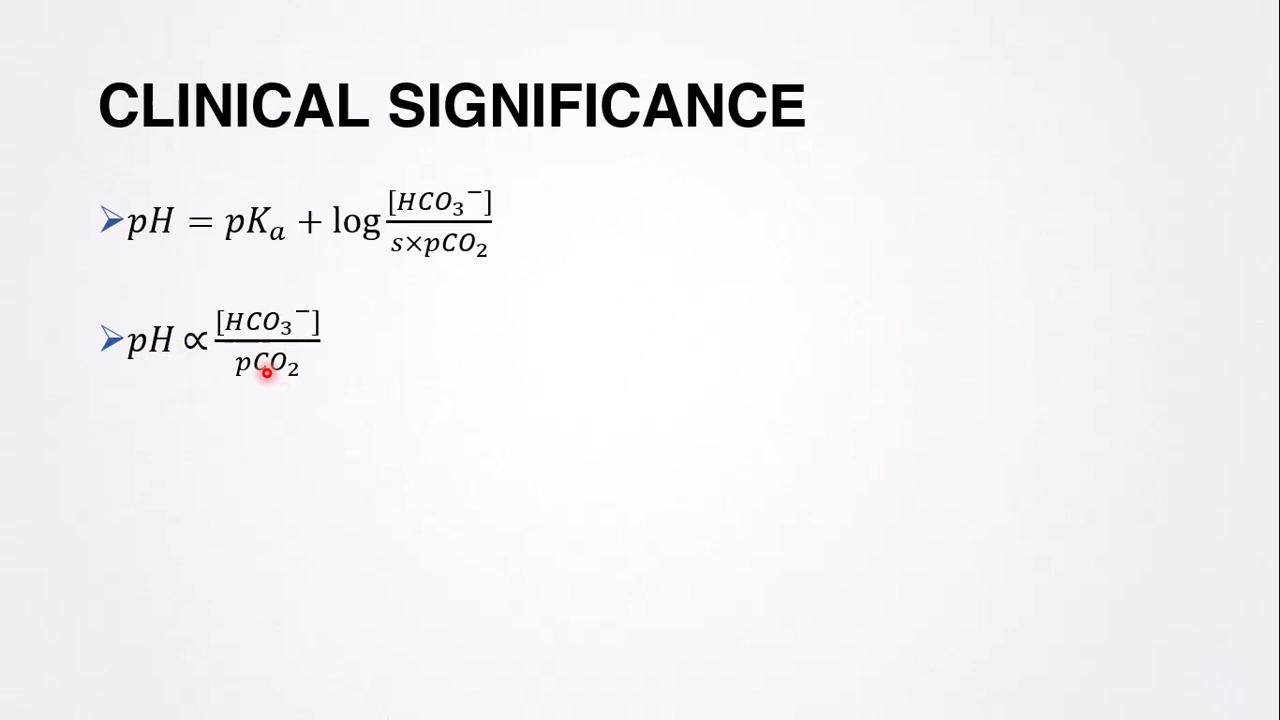 CLINICAL SIGNIFICANCE
➢ pH = pKₐ + log [HCO₃⁻] / s×pCO₂
➢ pH ∝ [HCO₃⁻] / pCO₂